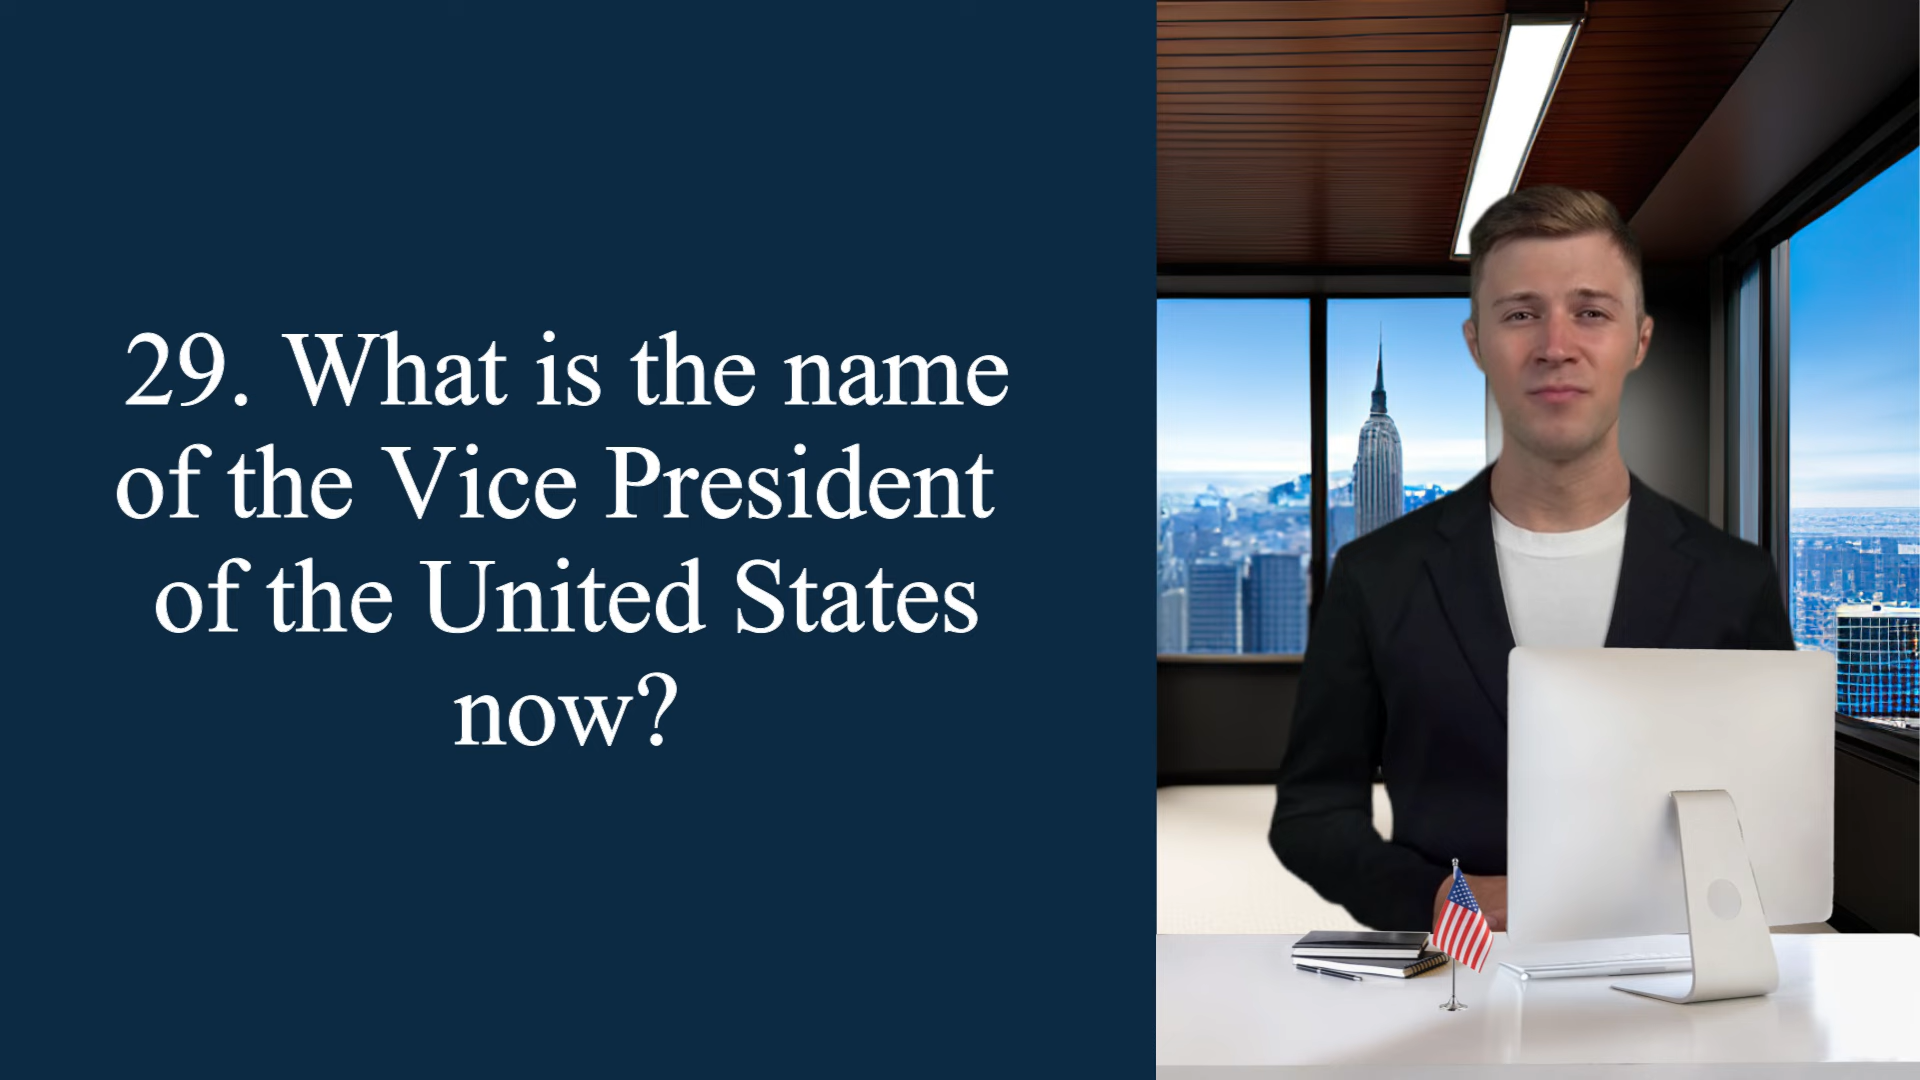 29. What is the name
of the Vice President
of the United States
now?